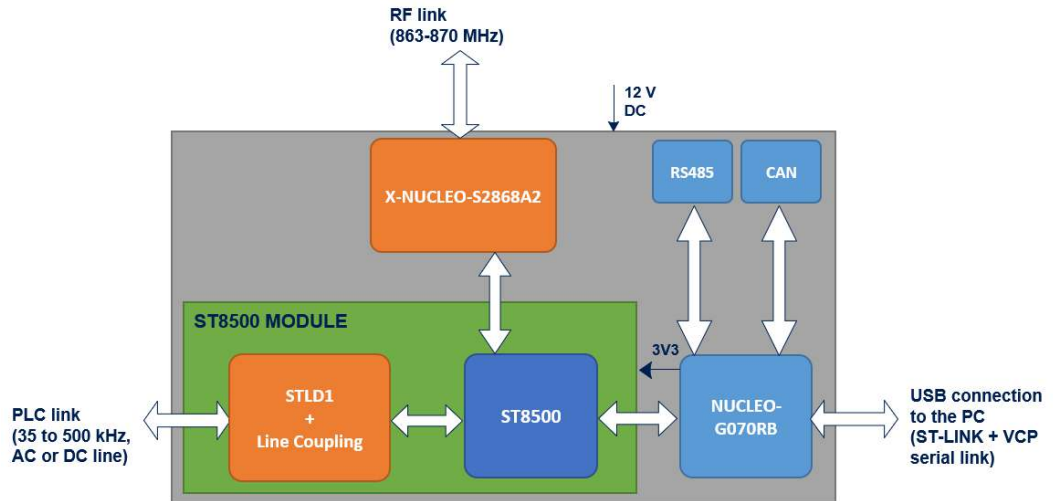 RF link
(863-870 MHz)
12 V
DC
X-NUCLEO-S2868A2
RS485
CAN
ST8500 MODULE
3V3
STLD1
+
Line Coupling
ST8500
NUCLEO-
G070RB
PLC link
(35 to 500 kHz,
AC or DC line)
USB connection
to the PC
(ST-LINK + VCP
serial link)